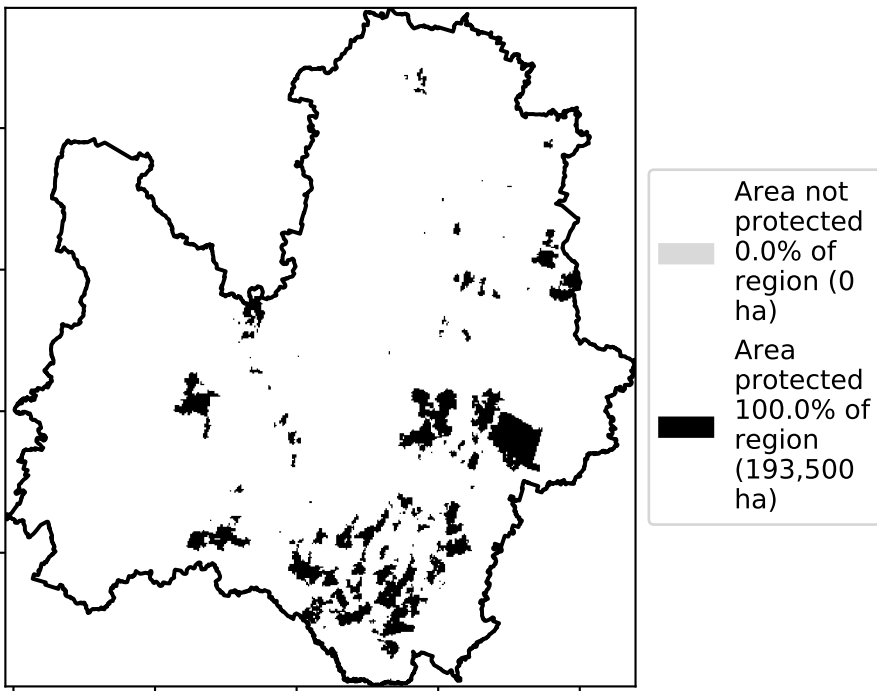 Area not
protected
0.0% of
region (0
ha)
Area
protected
100.0% of
region
(193,500
ha)